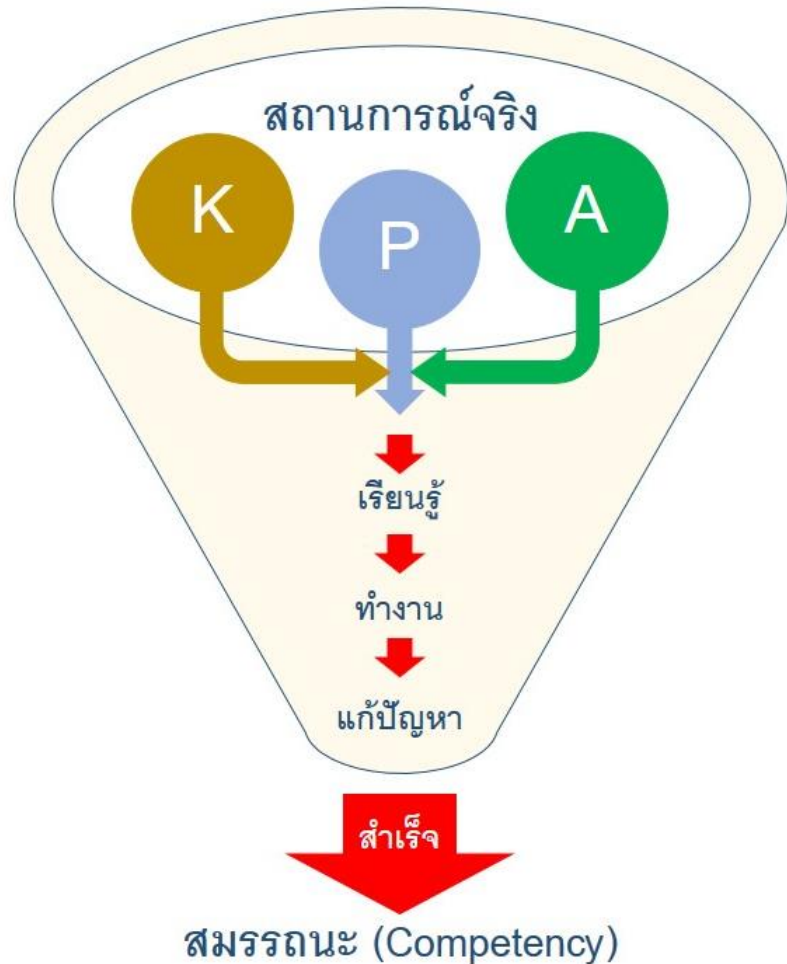 สถานการณ์จริง
K
P
A
เรียนรู้
ทำงาน
แก้ปัญหา
สำเร็จ
สมรรถนะ (Competency)